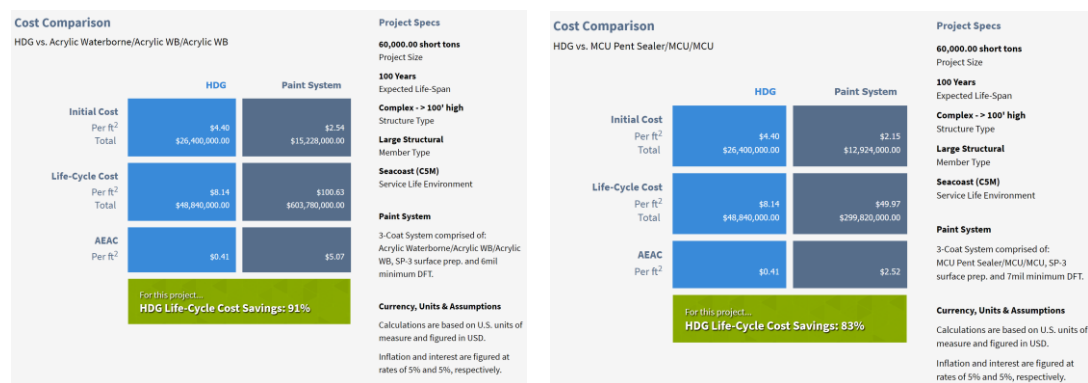 Cost Comparison
HDG vs. Acrylic Waterborne/Acrylic WB/Acrylic WB
HDG
Paint System
Initial Cost
Per ft²
$4.40
$2.54
Total
$26,400,000.00
$15,228,000.00
Life-Cycle Cost
Per ft²
$8.14
$100.63
Total
$48,840,000.00
$603,780,000.00
AEAC
Per ft²
$0.41
$5.07
For this project...
HDG Life-Cycle Cost Savings: 91%
Project Specs
60,000.00 short tons
Project Size
100 Years
Expected Life-Span
Complex - > 100' high
Structure Type
Large Structural
Member Type
Seacoast (C5M)
Service Life Environment
Paint System
3-Coat System comprised of:
Acrylic Waterborne/Acrylic WB/Acrylic
WB, SP-3 surface prep. and 6mil
minimum DFT.
Currency, Units & Assumptions
Calculations are based on U.S. units of
measure and figured in USD.
Inflation and interest are figured at
rates of 5% and 5%, respectively.
Cost Comparison
HDG vs. MCU Pent Sealer/MCU/MCU
HDG
Paint System
Initial Cost
Per ft²
$4.40
$2.15
Total
$26,400,000.00
$12,924,000.00
Life-Cycle Cost
Per ft²
$8.14
$49.97
Total
$48,840,000.00
$299,820,000.00
AEAC
Per ft²
$0.41
$2.52
For this project...
HDG Life-Cycle Cost Savings: 83%
Project Specs
60,000.00 short tons
Project Size
100 Years
Expected Life-Span
Complex - > 100' high
Structure Type
Large Structural
Member Type
Seacoast (C5M)
Service Life Environment
Paint System
3-Coat System comprised of:
MCU Pent Sealer/MCU/MCU, SP-3
surface prep. and 7mil minimum DFT.
Currency, Units & Assumptions
Calculations are based on U.S. units of
measure and figured in USD.
Inflation and interest are figured at
rates of 5% and 5%, respectively.